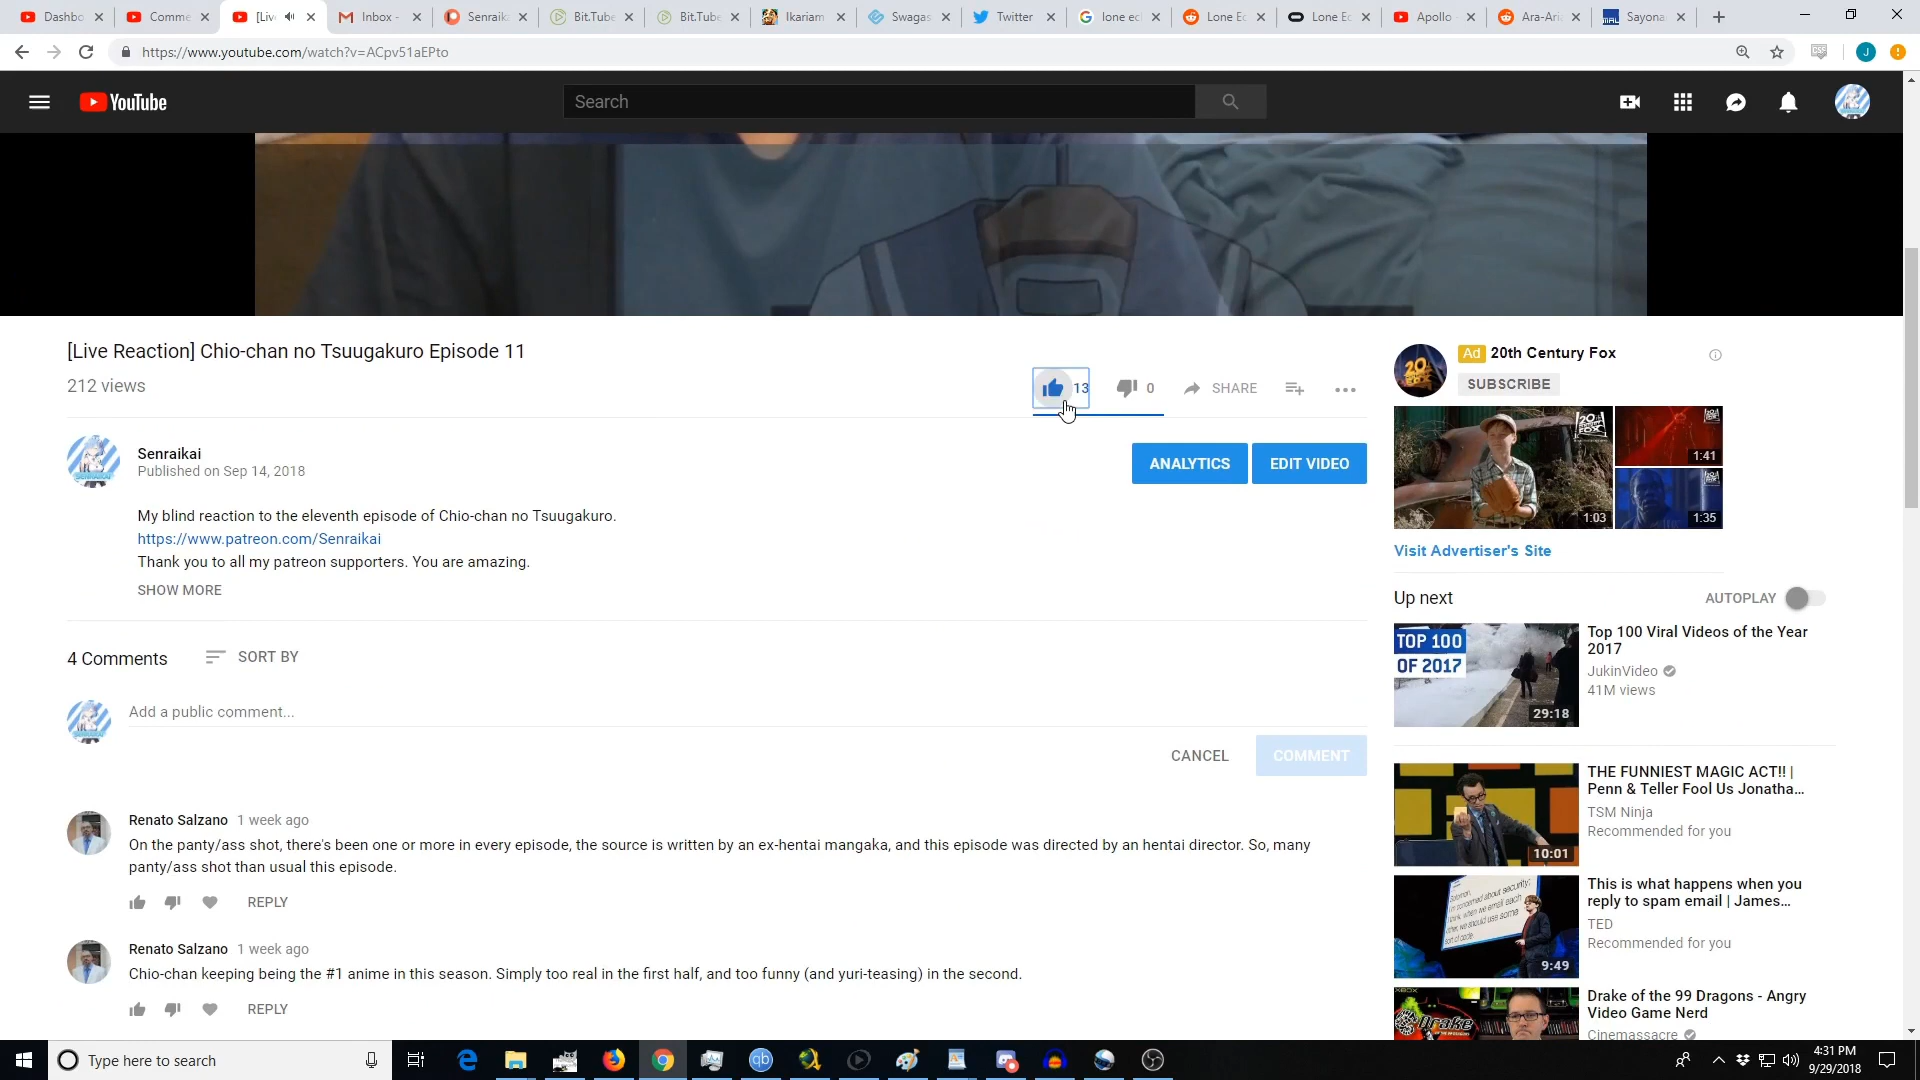 Dashbo
Comme
[Liv
Inbox -
Senraik
Bit.Tube
Bit.Tube
Ikariam
Swagas
Twitter
lone ec
Lone Ec
Lone Ec
Apollo
Ara-Ari
Sayona
https://www.youtube.com/watch?v=ACpv51aEPto
J
YouTube
Search
[Live Reaction] Chio-chan no Tsuugakuro Episode 11
212 views
13
0
SHARE
Senraikai
Published on Sep 14, 2018
ANALYTICS
EDIT VIDEO
My blind reaction to the eleventh episode of Chio-chan no Tsuugakuro.
https://www.patreon.com/Senraikai
Thank you to all my patreon supporters. You are amazing.
SHOW MORE
4 Comments
SORT BY
Add a public comment...
CANCEL
COMMENT
Renato Salzano 1 week ago
On the panty/ass shot, there's been one or more in every episode, the source is written by an ex-hentai mangaka, and this episode was directed by an hentai director. So, many
panty/ass shot than usual this episode.
REPLY
Renato Salzano 1 week ago
Chio-chan keeping being the #1 anime in this season. Simply too real in the first half, and too funny (and yuri-teasing) in the second.
REPLY
Ad 20th Century Fox
SUBSCRIBE
1:03
1:41
1:35
Visit Advertiser's Site
Up next
AUTOPLAY
TOP 100
OF 2017
29:18
Top 100 Viral Videos of the Year
2017
JukinVideo
41M views
10:01
THE FUNNIEST MAGIC ACT!! |
Penn & Teller Fool Us Jonatha...
TSM Ninja
Recommended for you
9:49
This is what happens when you
reply to spam email | James...
TED
Recommended for you
XBOX
Drake
Drake of the 99 Dragons - Angry
Video Game Nerd
Cinemassacre
Type here to search
qb
4:31 PM
9/29/2018